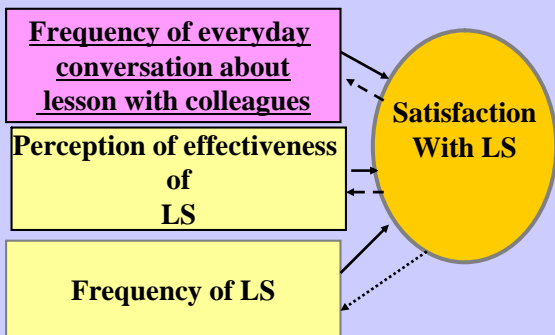 Frequency of everyday
conversation about
lesson with colleagues
Satisfaction
With LS
Perception of effectiveness
of
LS
Frequency of LS